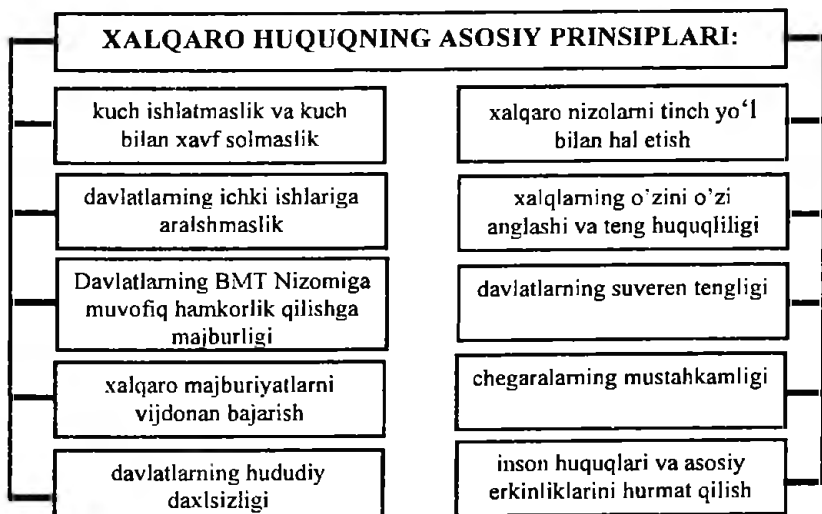 XALQARO HUQUQNING ASOSIY PRINSIPLARI:
kuch ishlatmaslik va kuch
bilan xavf solmaslik
davlatlarning ichki ishlariga
aralshmaslik
Davlatlarning BMT Nizomiga
muvofiq hamkorlik qilishga
majburligi
xalqaro majburiyatlarni
vijdonan bajarish
davlatlarning hududiy
daxlsizligi
xalqaro nizolarni tinch yo‘l
bilan hal etish
xalqlarning o'zini o'zi
anglashi va teng huquqliligi
davlatlarning suveren tengligi
chegaralarning mustahkamligi
inson huquqlari va asosiy
erkinliklarini hurmat qilish